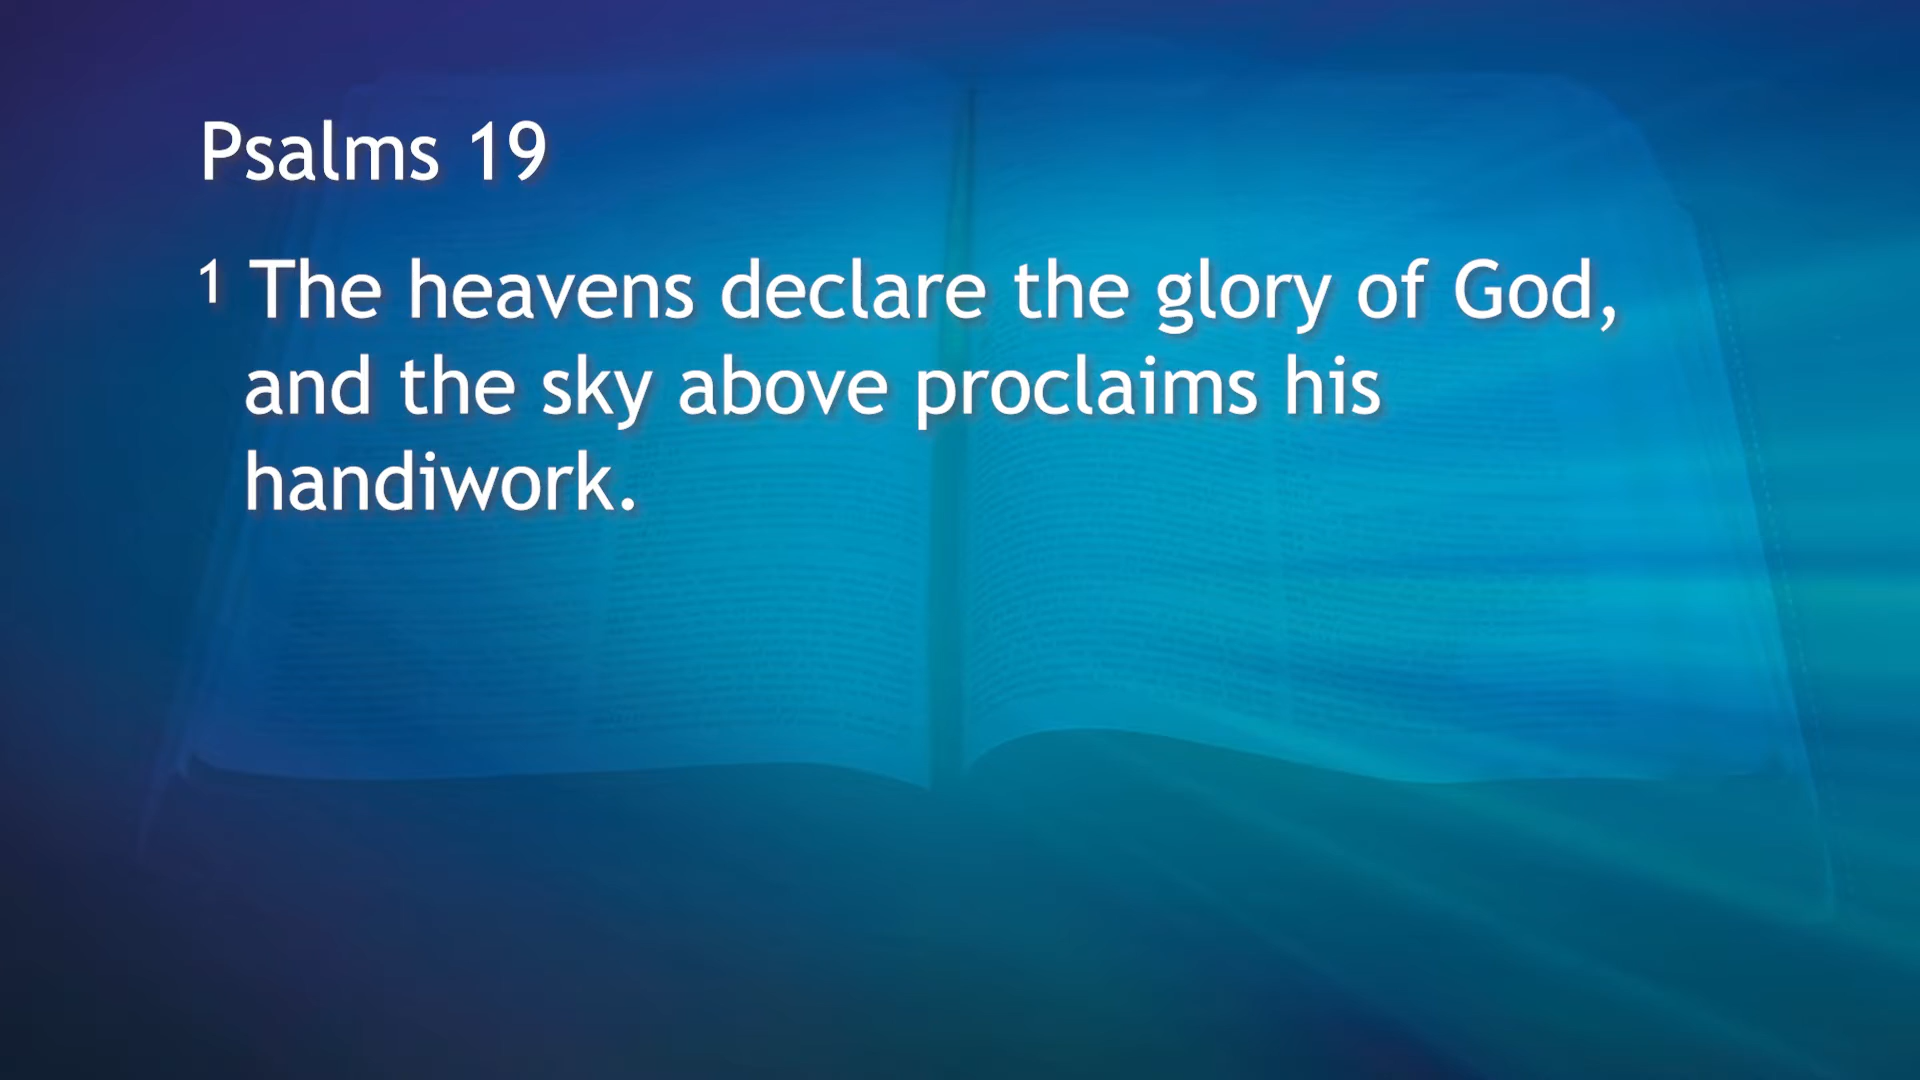 Psalms 19
1 The heavens declare the glory of God,
and the sky above proclaims his
handiwork.